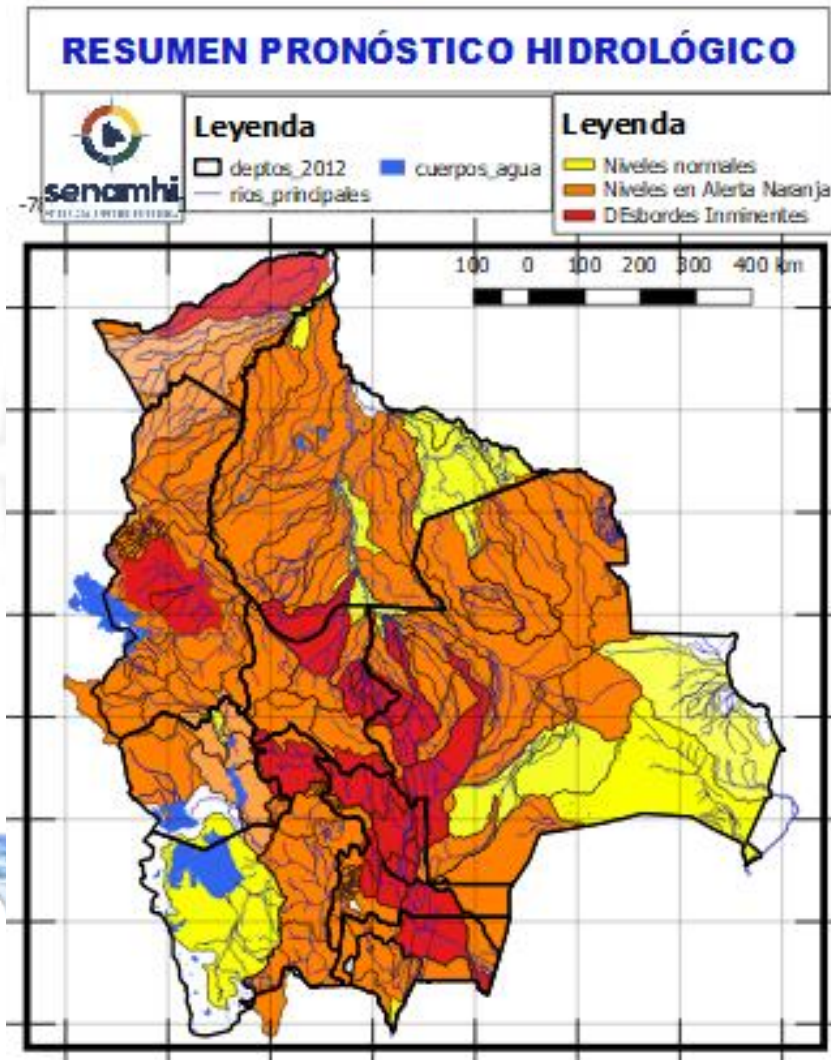 RESUMEN PRONÓSTICO HIDROLÓGICO
senamhi
Leyenda
deptos_2012 cuerpos_agua
rios_principales
Leyenda
Niveles normales
Niveles en Alerta Naranja
DEsbordes Inminentes
100 0 100 200 300 400 km